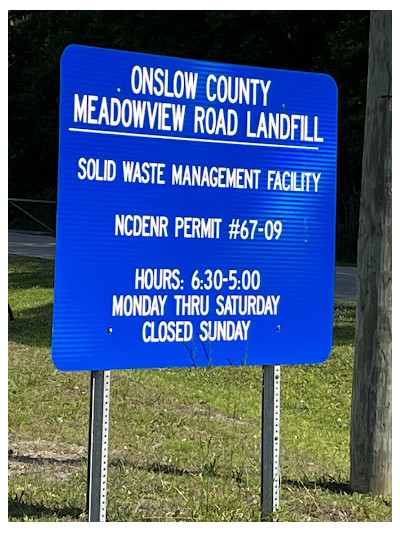 ONSLOW COUNTY
MEADOWVIEW ROAD LANDFILL
SOLID WASTE MANAGEMENT FACILITY
NCDENR PERMIT #67-09
HOURS: 6:30-5:00
MONDAY THRU SATURDAY
CLOSED SUNDAY